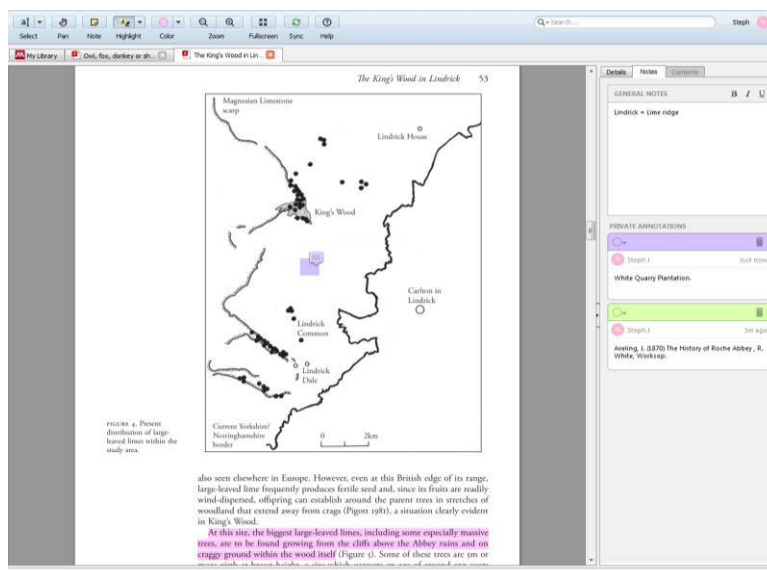 Search...
Steph
Select Pan Note Highlight Color Zoom Fullscreen Sync Help
My Library
Owl, fox, donkey or sh...
The King's Wood in Lin...
The King's Wood in Lindrick 53
Magnesian Limestone
scarp
Lindrick House
King's Wood
Carlton in
Lindrick
Lindrick
Common
Lindrick
Dale
Current Yorkshire/
Nottinghamshire
border
0 2km
FIGURE 4. Present
distribution of large-
leaved limes within the
study area.
also seen elsewhere in Europe. However, even at this British edge of its range,
large-leaved lime frequently produces fertile seed and, since its fruits are readily
wind-dispersed, offspring can establish around the parent trees in stretches of
woodland that extend away from crags (Pigott 1981), a situation clearly evident
in King's Wood.
At this site, the biggest large-leaved limes, including some especially massive
trees, are to be found growing from the cliffs above the Abbey ruins and on
craggy ground within the wood itself (Figure 5). Some of these trees are 5m or
Details Notes Contents
GENERAL NOTES B I U
Lindrick = Lime ridge
PRIVATE ANNOTATIONS
Steph J Just now
White Quarry Plantation.
Steph J 3m ago
Aveling, J. (1870) The History of Roche Abbey , R.
White, Worksop.